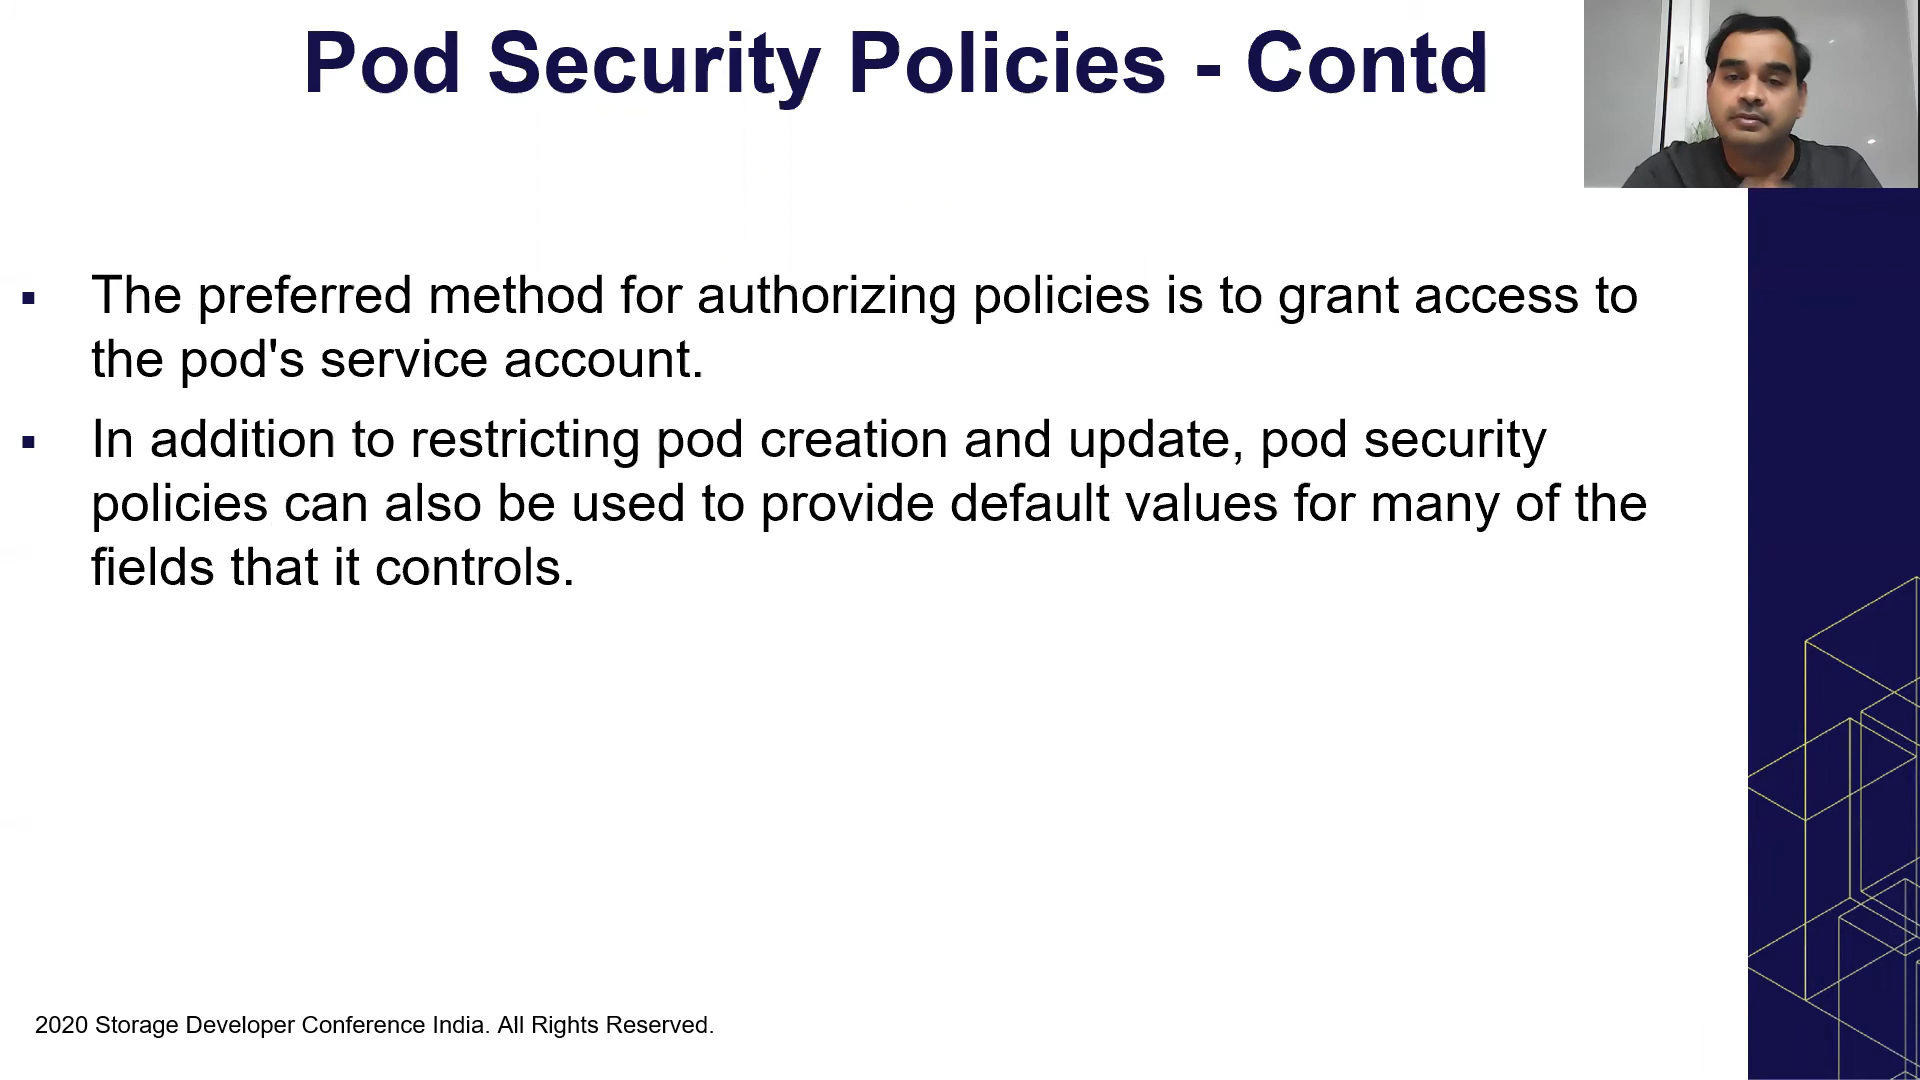 Pod Security Policies - Contd
The preferred method for authorizing policies is to grant access to
the pod's service account.
In addition to restricting pod creation and update, pod security
policies can also be used to provide default values for many of the
fields that it controls.
2020 Storage Developer Conference India. All Rights Reserved.